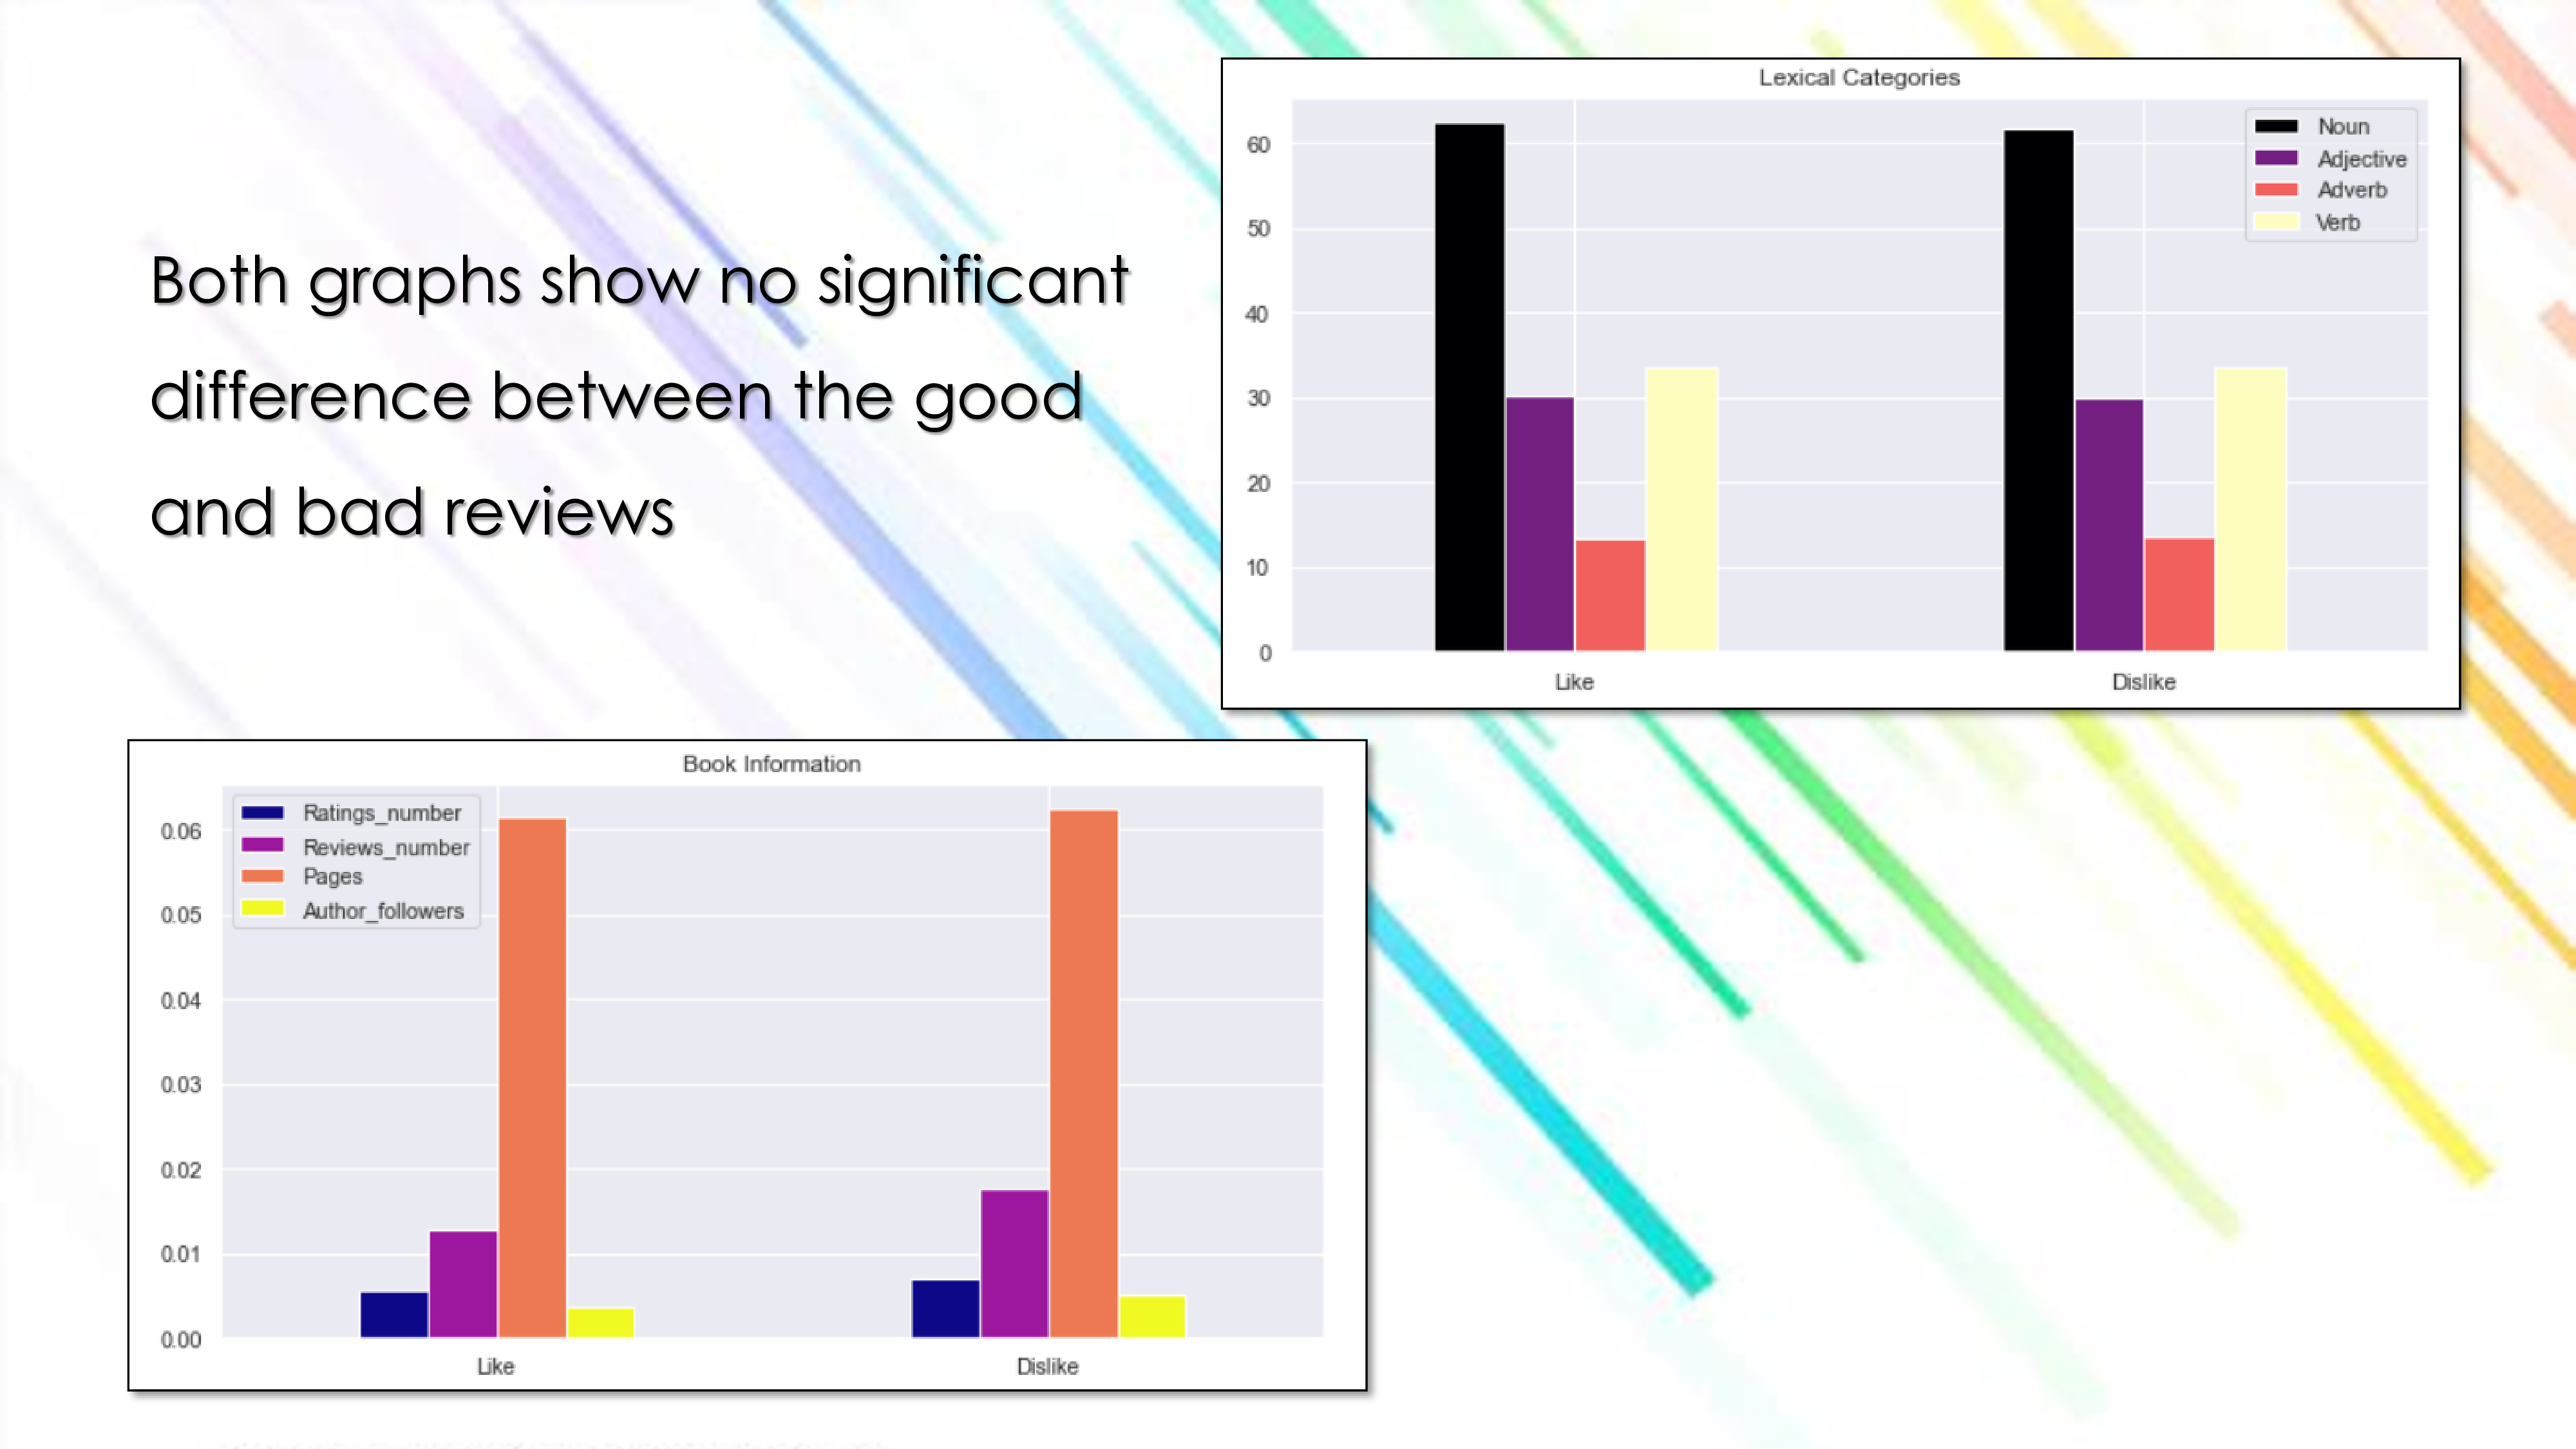 Both graphs show no significant
difference between the good
and bad reviews
Lexical Categories
60
50
40
30
20
10
0
Noun
Adjective
Adverb
Verb
Like Dislike
Book Information
0.06
0.05
0.04
0.03
0.02
0.01
0.00
Ratings_number
Reviews_number
Pages
Author_followers
Like Dislike